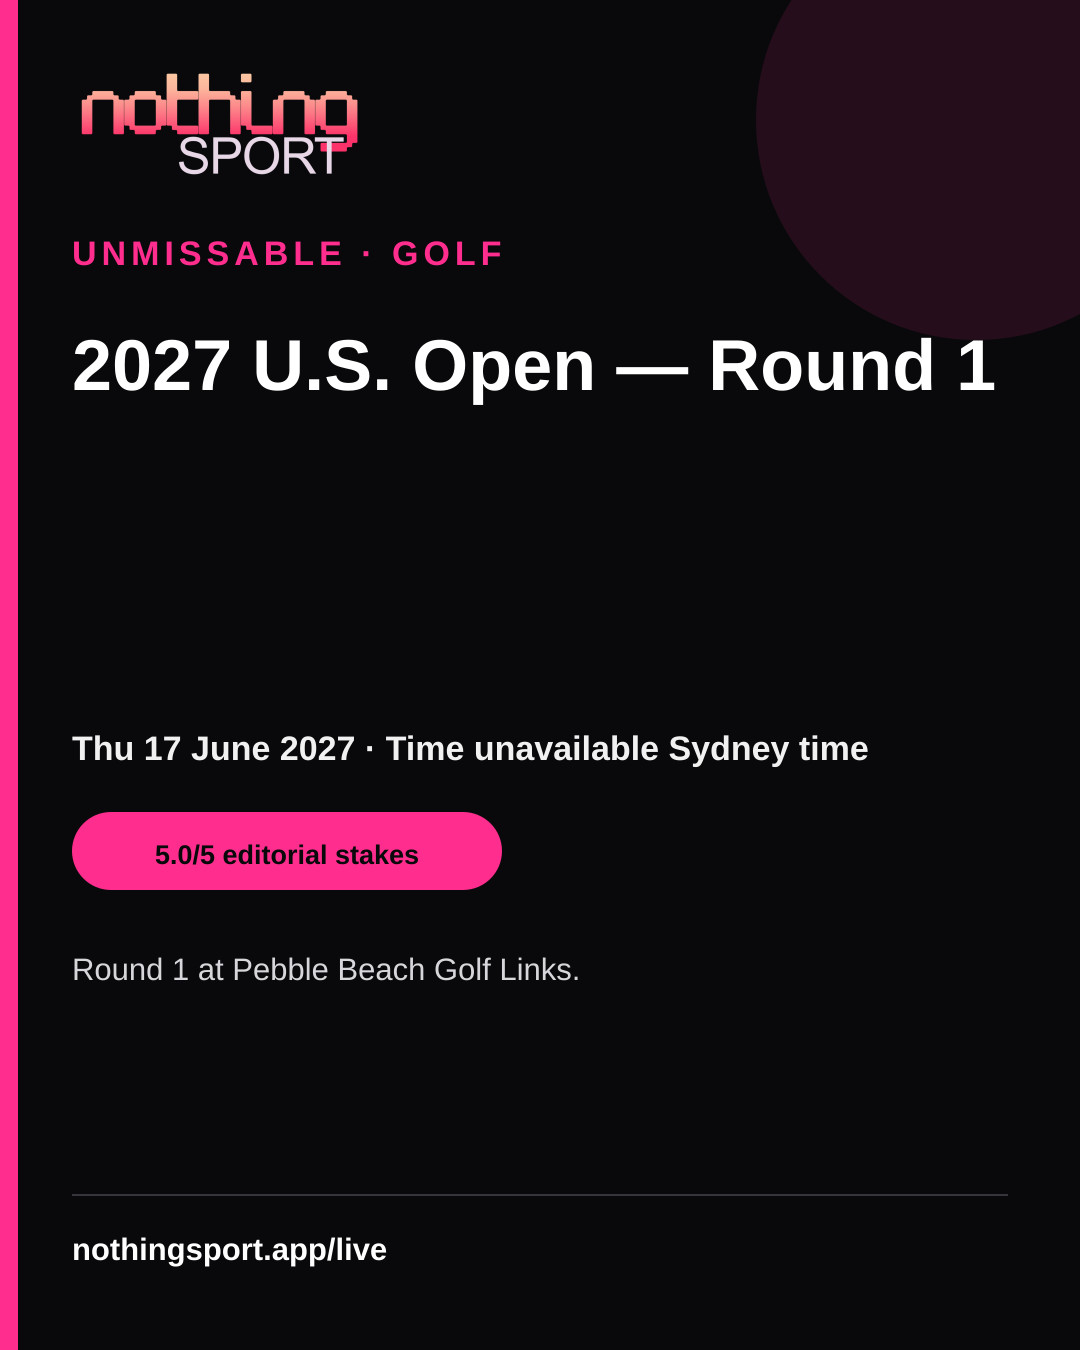 nothing
SPORT
UNMISSABLE · GOLF
2027 U.S. Open — Round 1
Thu 17 June 2027 · Time unavailable Sydney time
5.0/5 editorial stakes
Round 1 at Pebble Beach Golf Links.
nothingsport.app/live